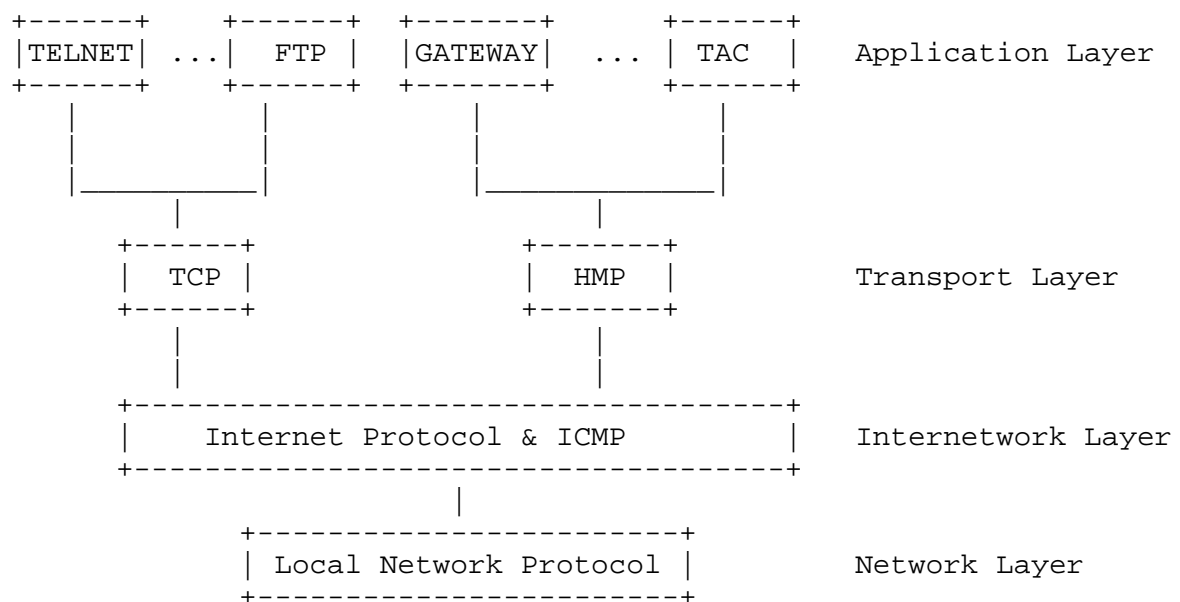 TELNET ... FTP GATEWAY ... TAC Application Layer
TCP HMP Transport Layer
Internet Protocol & ICMP Internetwork Layer
Local Network Protocol Network Layer